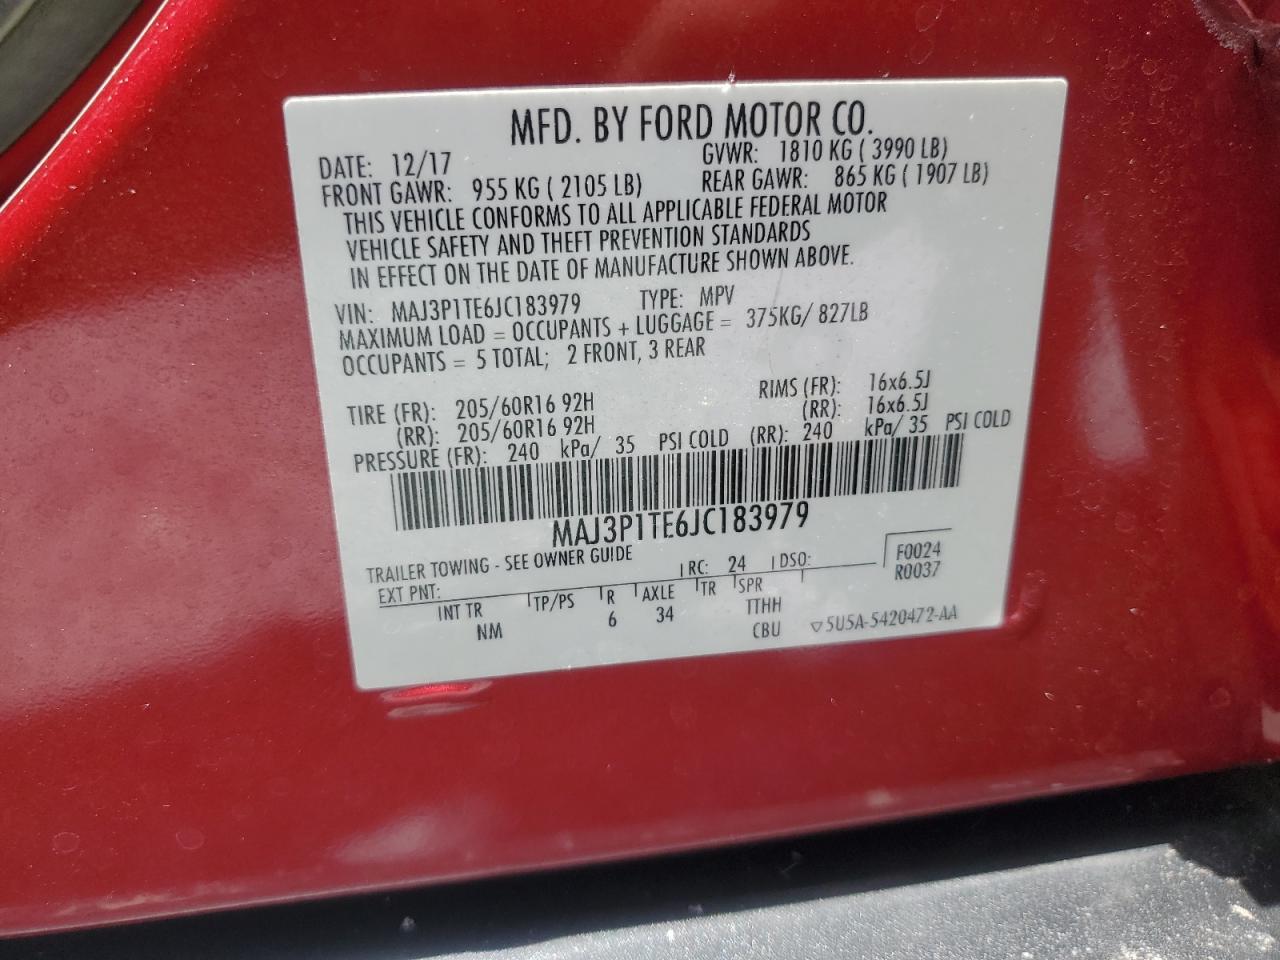 MFD. BY FORD MOTOR CO.
DATE: 12/17 GVWR: 1810 KG ( 3990 LB)
FRONT GAWR: 955 KG ( 2105 LB) REAR GAWR: 865 KG ( 1907 LB)
THIS VEHICLE CONFORMS TO ALL APPLICABLE FEDERAL MOTOR
VEHICLE SAFETY AND THEFT PREVENTION STANDARDS
IN EFFECT ON THE DATE OF MANUFACTURE SHOWN ABOVE.
VIN: MAJ3P1TE6JC183979 TYPE: MPV
MAXIMUM LOAD = OCCUPANTS + LUGGAGE = 375KG/ 827LB
OCCUPANTS = 5 TOTAL; 2 FRONT, 3 REAR
TIRE (FR): 205/60R16 92H RIMS (FR): 16x6.5J
(RR): 205/60R16 92H (RR): 16x6.5J
PRESSURE (FR): 240 kPa/ 35 PSI COLD (RR): 240 kPa/ 35 PSI COLD
MAJ3P1TE6JC183979
TRAILER TOWING - SEE OWNER GUIDE
EXT PNT: RC: 24 DSO: F0024
R0037
INT TR TP/PS R AXLE TR SPR
NM 6 34 TTHH
CBU ▽5U5A-5420472-AA